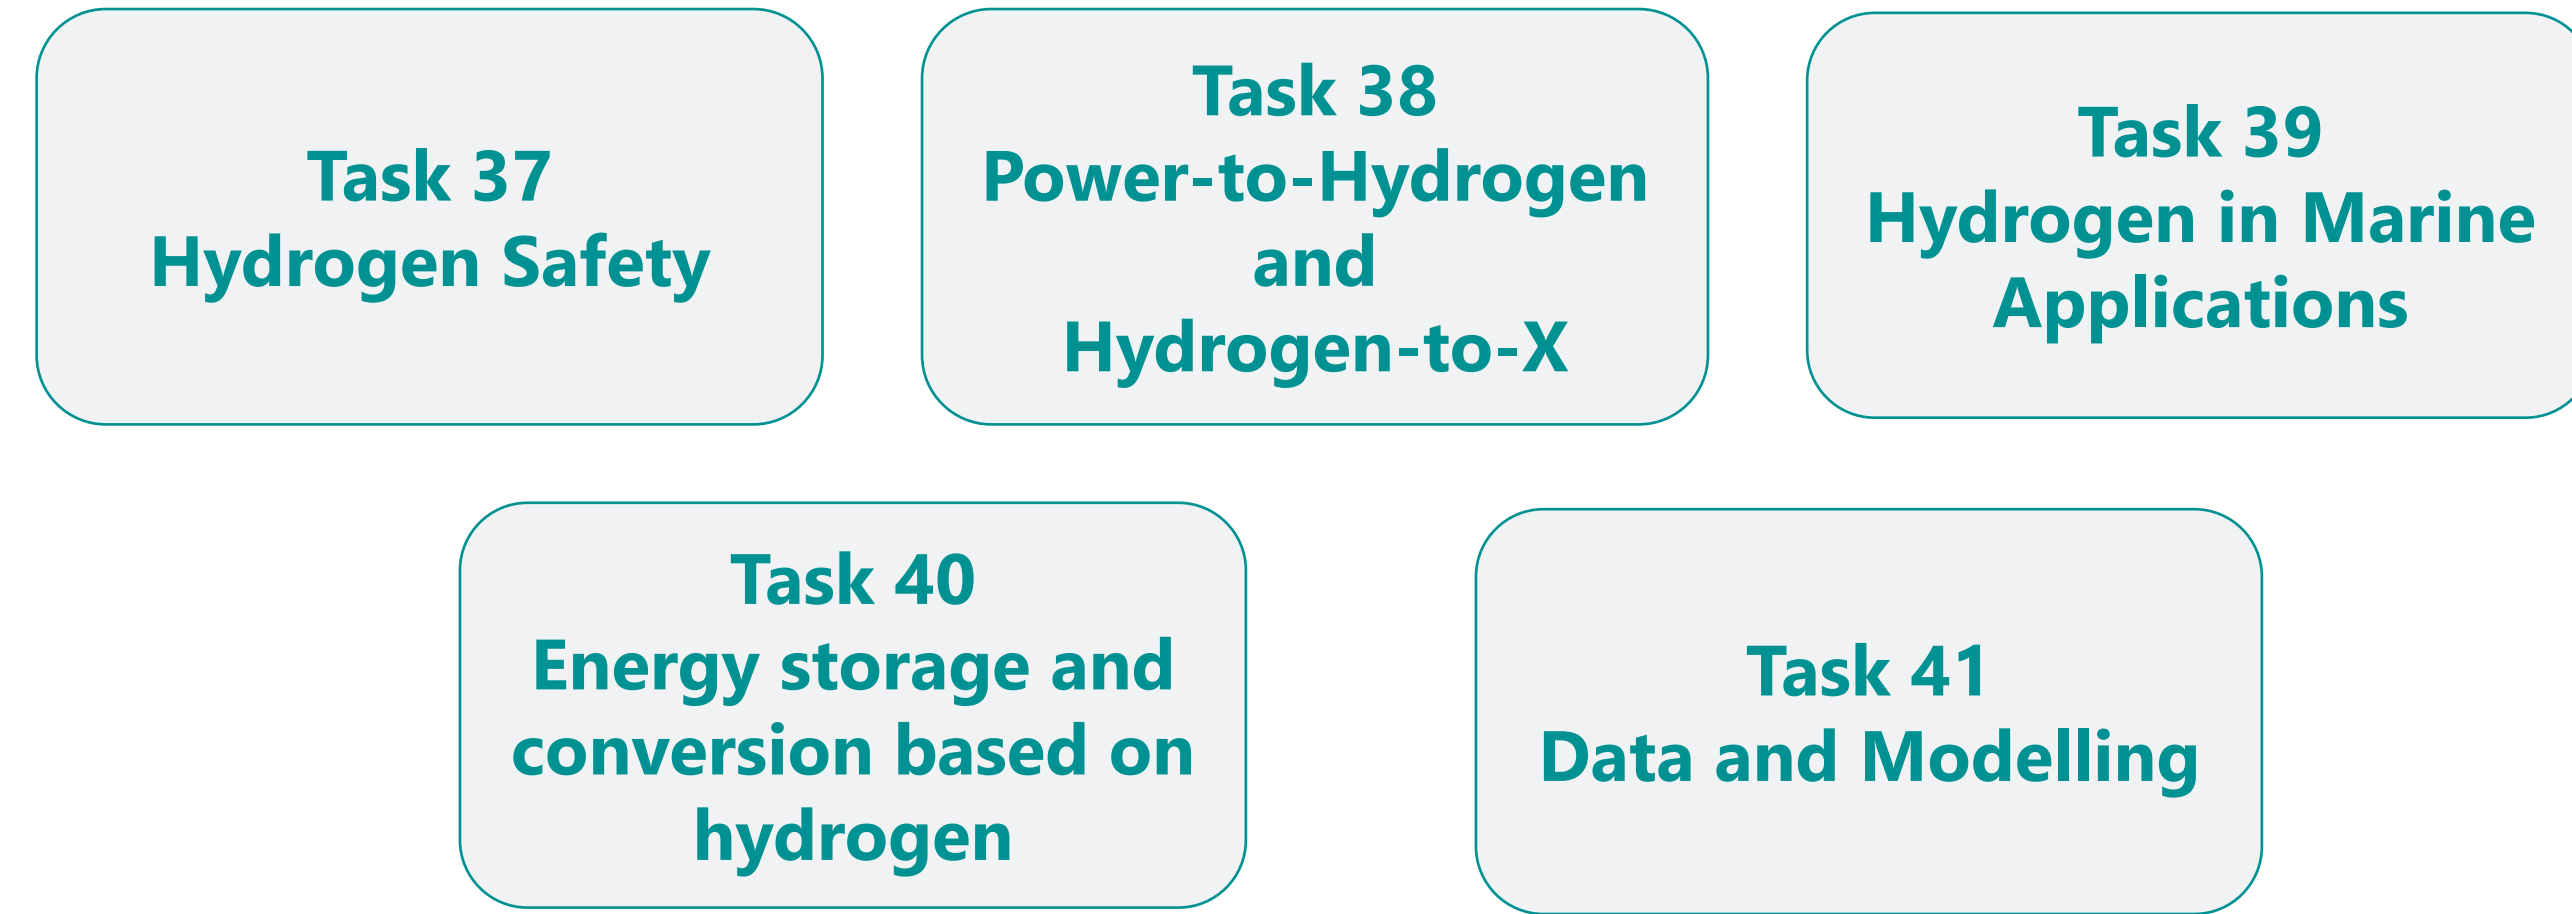 Task 37
Hydrogen Safety
Task 38
Power-to-Hydrogen
and
Hydrogen-to-X
Task 39
Hydrogen in Marine
Applications
Task 40
Energy storage and
conversion based on
hydrogen
Task 41
Data and Modelling